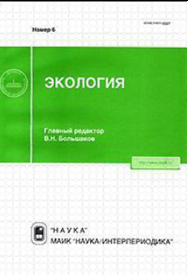 Номер 6
ЭКОЛОГИЯ
Главный редактор
В.Н. Большаков
"НАУКА"
МАИК "НАУКА/ИНТЕРПЕРИОДИКА"